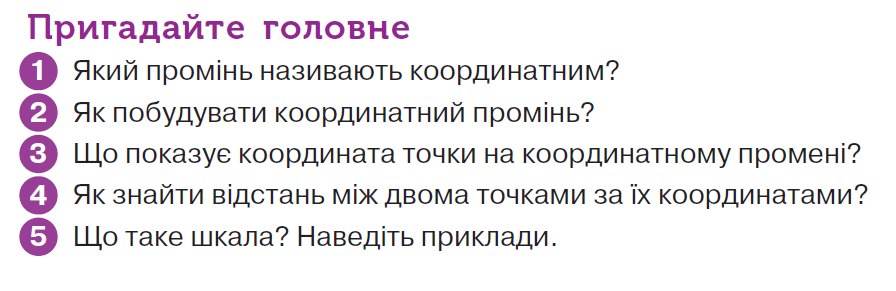 Пригадайте головне
1 Який промінь називають координатним?
2 Як побудувати координатний промінь?
3 Що показує координата точки на координатному промені?
4 Як знайти відстань між двома точками за їх координатами?
5 Що таке шкала? Наведіть приклади.